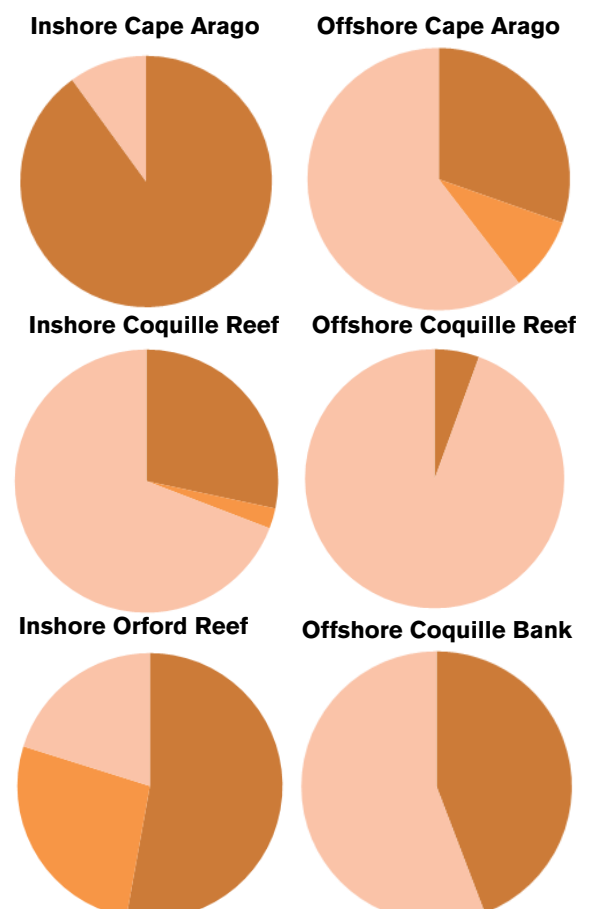 Inshore Cape Arago
Offshore Cape Arago
Inshore Coquille Reef
Offshore Coquille Reef
Inshore Orford Reef
Offshore Coquille Bank